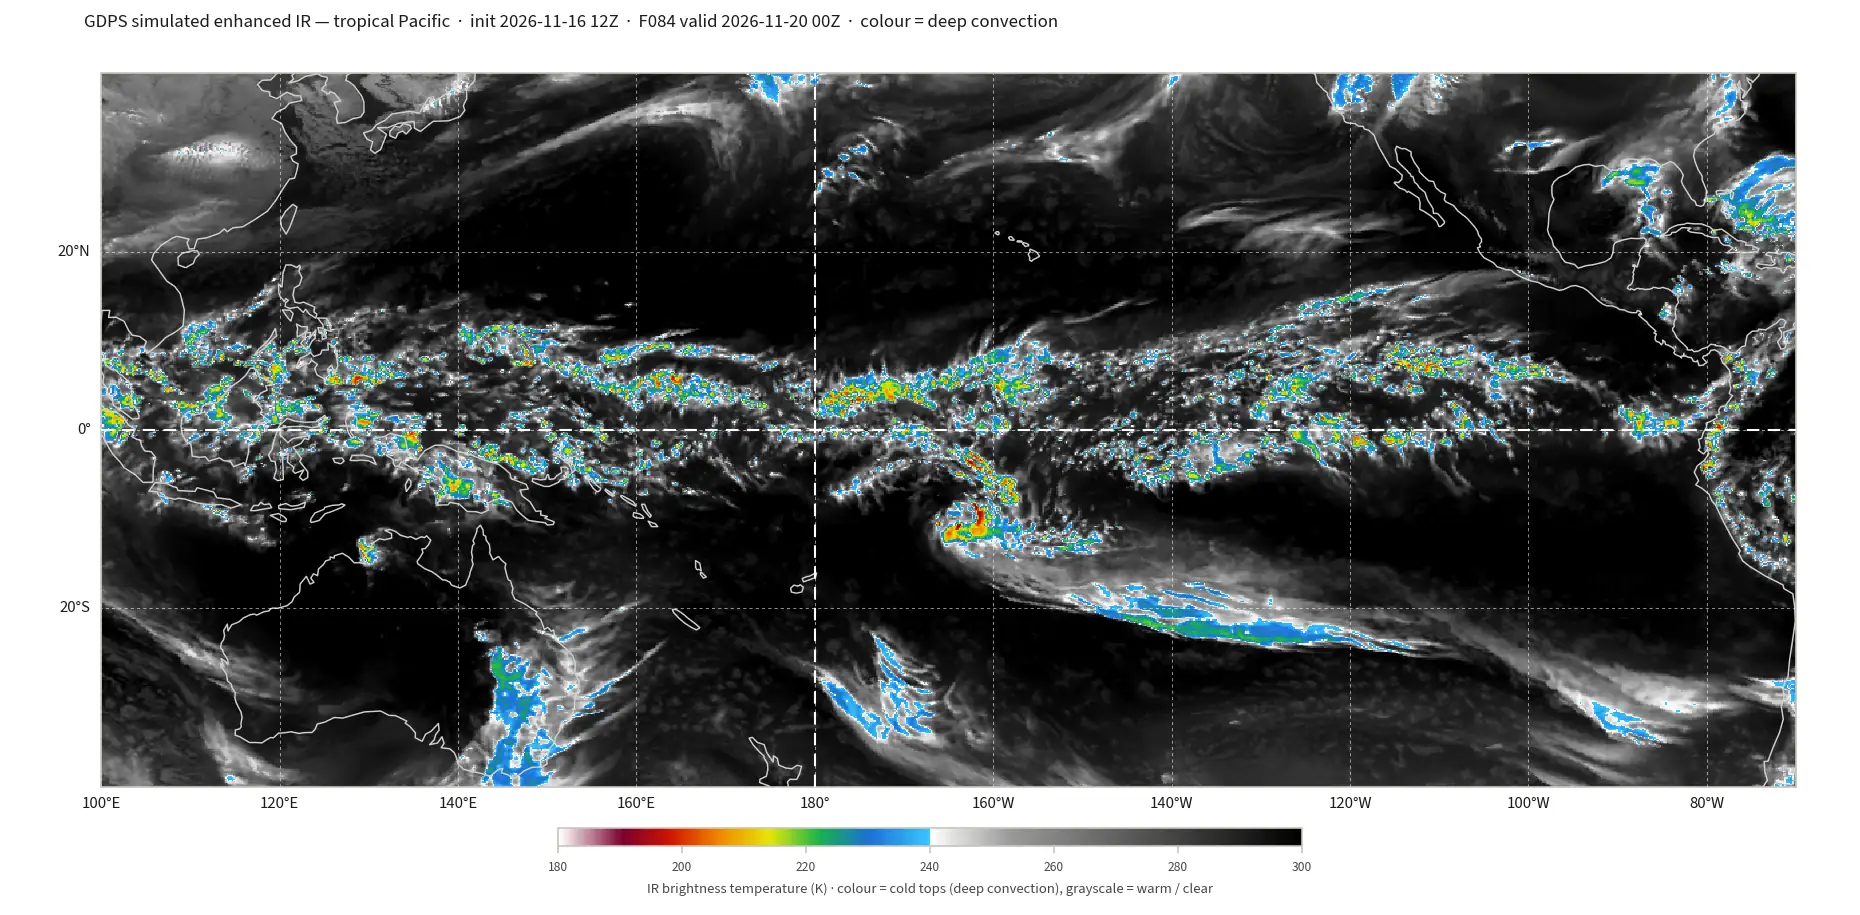 GDPS simulated enhanced IR — tropical Pacific · init 2026-11-16 12Z · F084 valid 2026-11-20 00Z · colour = deep convection
20°N
0°
20°S
100°E 120°E 140°E 160°E 180° 160°W 140°W 120°W 100°W 80°W
180 200 220 240 260 280 300
IR brightness temperature (K) · colour = cold tops (deep convection), grayscale = warm / clear